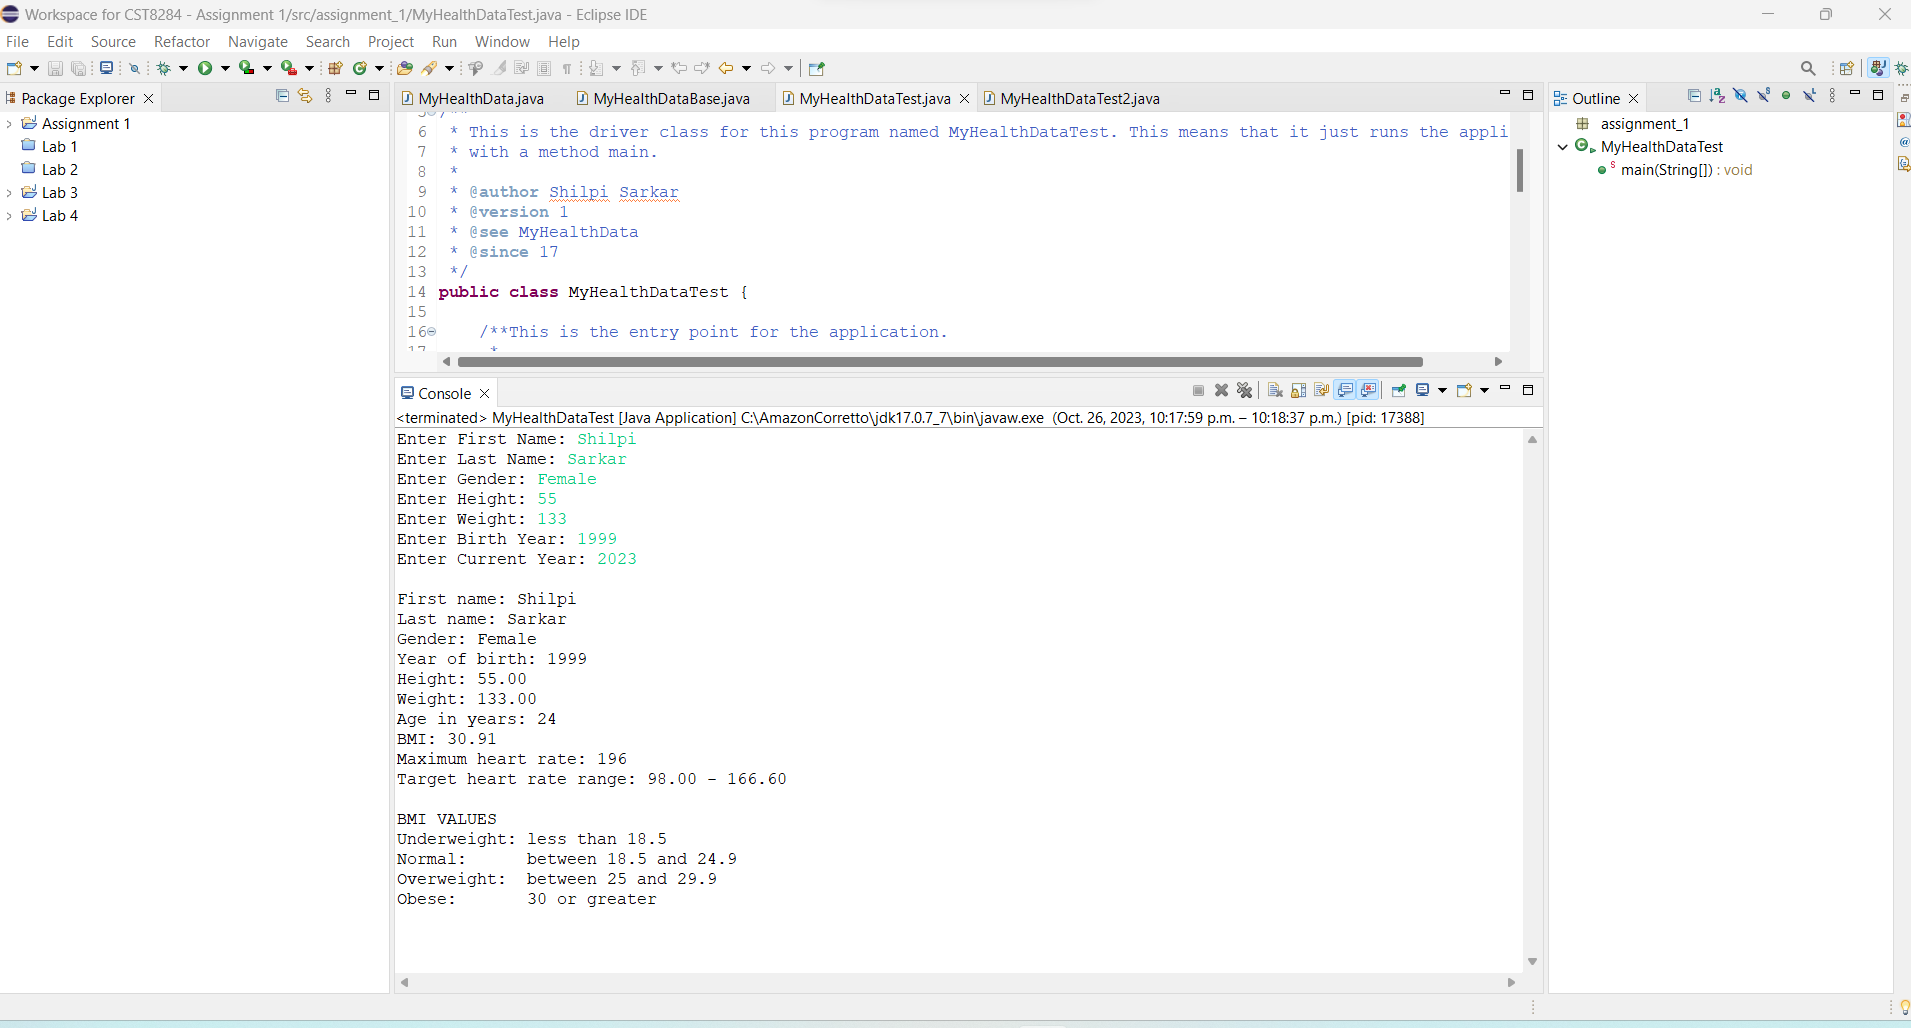 Workspace for CST8284 - Assignment 1/src/assignment_1/MyHealthDataTest.java - Eclipse IDE
File Edit Source Refactor Navigate Search Project Run Window Help
Package Explorer
Assignment 1
Lab 1
Lab 2
Lab 3
Lab 4
MyHealthData.java MyHealthDataBase.java MyHealthDataTest.java MyHealthDataTest2.java
6 * This is the driver class for this program named MyHealthDataTest. This means that it just runs the appli
7 * with a method main.
8 *
9 * @author Shilpi Sarkar
10 * @version 1
11 * @see MyHealthData
12 * @since 17
13 */
14 public class MyHealthDataTest {
15
16 /**This is the entry point for the application.
17 *
Console
<terminated> MyHealthDataTest [Java Application] C:\AmazonCorretto\jdk17.0.7_7\bin\javaw.exe (Oct. 26, 2023, 10:17:59 p.m. – 10:18:37 p.m.) [pid: 17388]
Enter First Name: Shilpi
Enter Last Name: Sarkar
Enter Gender: Female
Enter Height: 55
Enter Weight: 133
Enter Birth Year: 1999
Enter Current Year: 2023
First name: Shilpi
Last name: Sarkar
Gender: Female
Year of birth: 1999
Height: 55.00
Weight: 133.00
Age in years: 24
BMI: 30.91
Maximum heart rate: 196
Target heart rate range: 98.00 - 166.60
BMI VALUES
Underweight: less than 18.5
Normal: between 18.5 and 24.9
Overweight: between 25 and 29.9
Obese: 30 or greater
Outline
assignment_1
MyHealthDataTest
main(String[]) : void